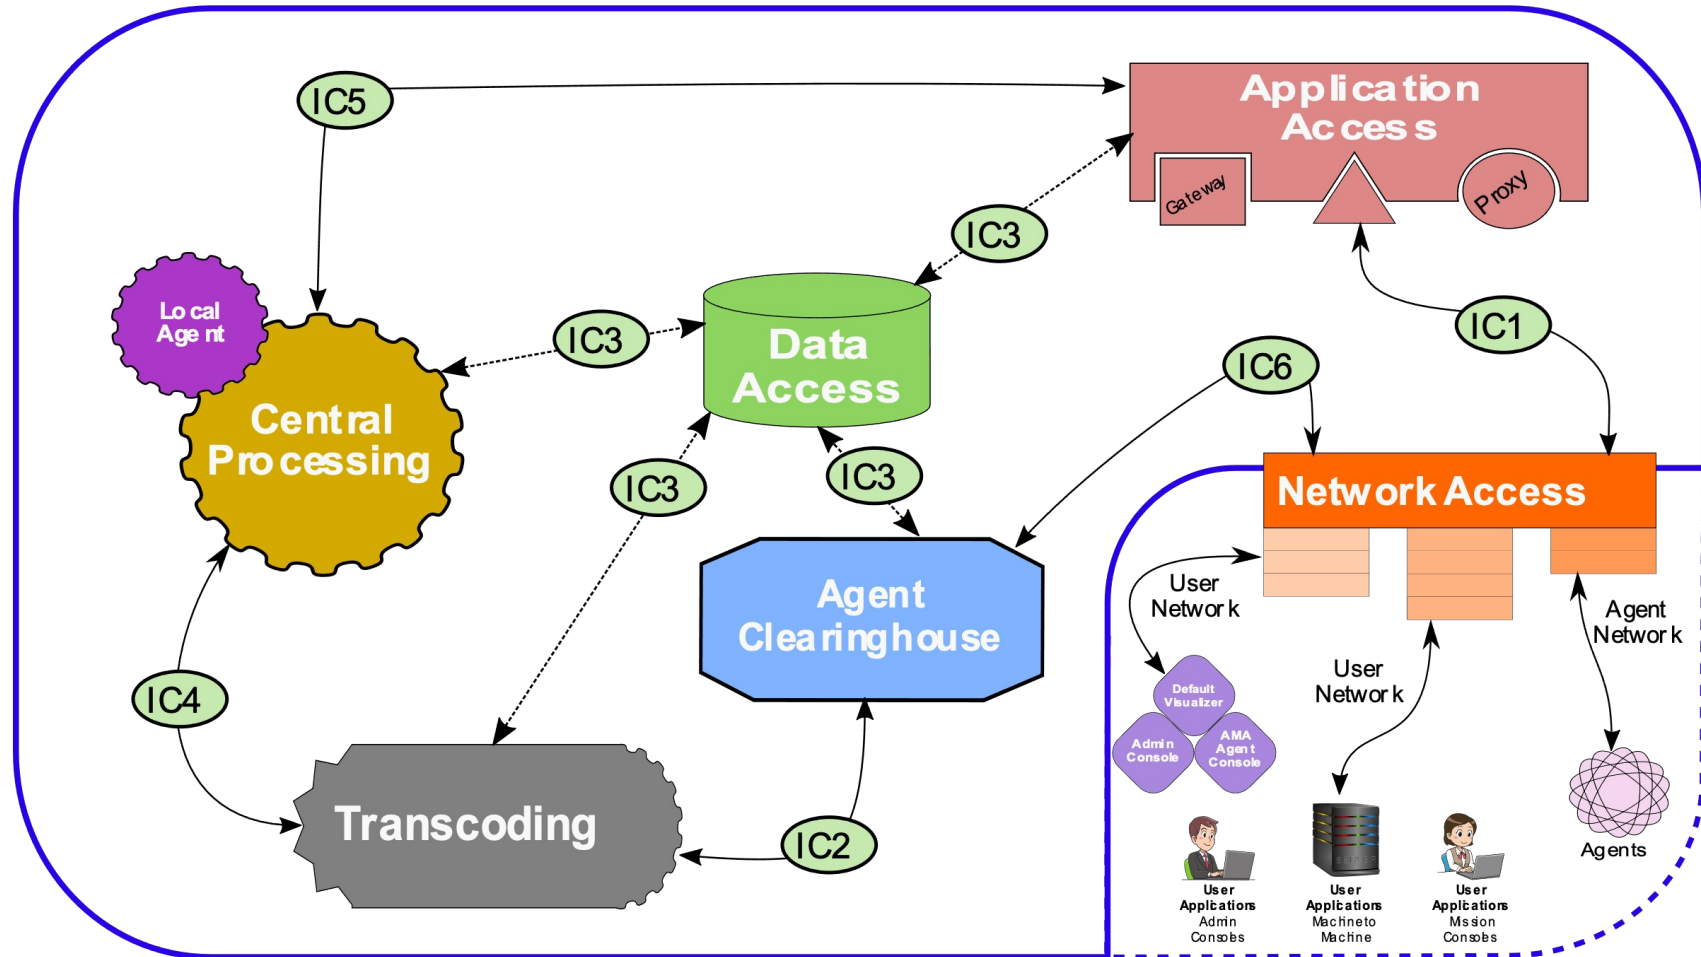 IC5
Application
Access
Gateway
Proxy
IC3
Local
Agent
IC3
Data
Access
IC1
IC6
Central
Processing
IC3
IC3
Network Access
Agent
Clearinghouse
User
Network
Agent
Network
User
Network
IC4
Default
Visualizer
Admin
Console
AMA
Agent
Console
Transcoding
IC2
Agents
User
Applications
Admin
Consoles
User
Applications
Machine to
Machine
User
Applications
Mission
Consoles